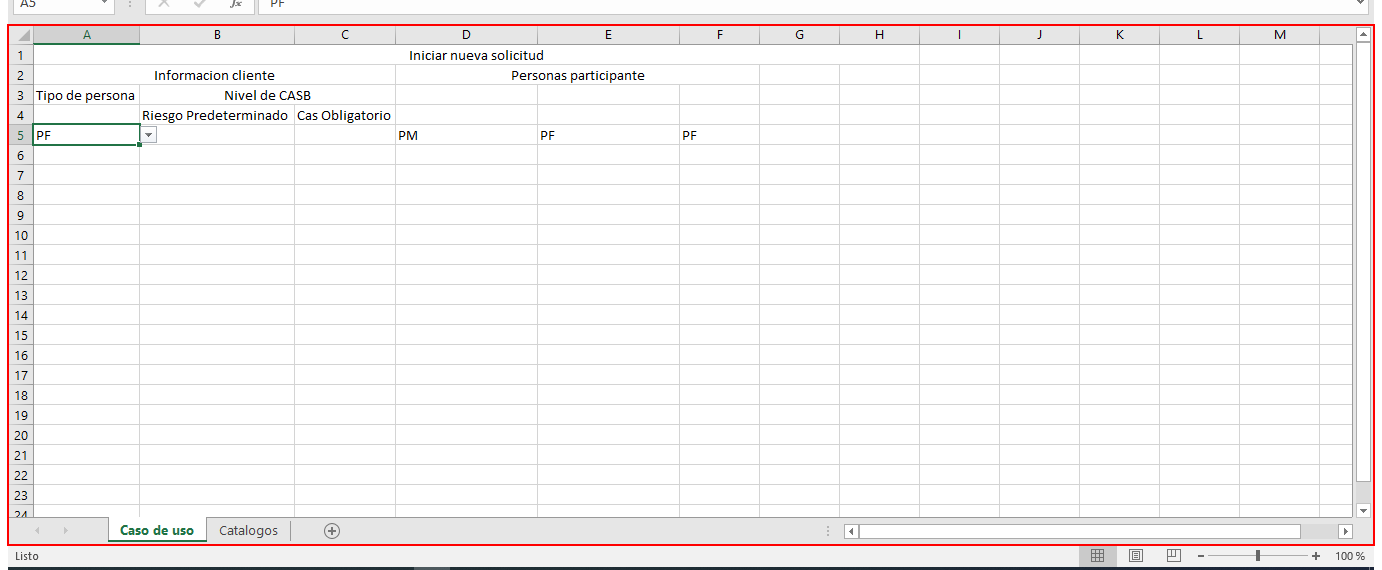 A5 fx PF
A B C D E F G H I J K L M
1 Iniciar nueva solicitud
2 Informacion cliente Personas participante
3 Tipo de persona Nivel de CASB
4 Riesgo Predeterminado Cas Obligatorio
5 PF PM PF PF
6
7
8
9
10
11
12
13
14
15
16
17
18
19
20
21
22
23
24
Caso de uso Catalogos
Listo 100 %